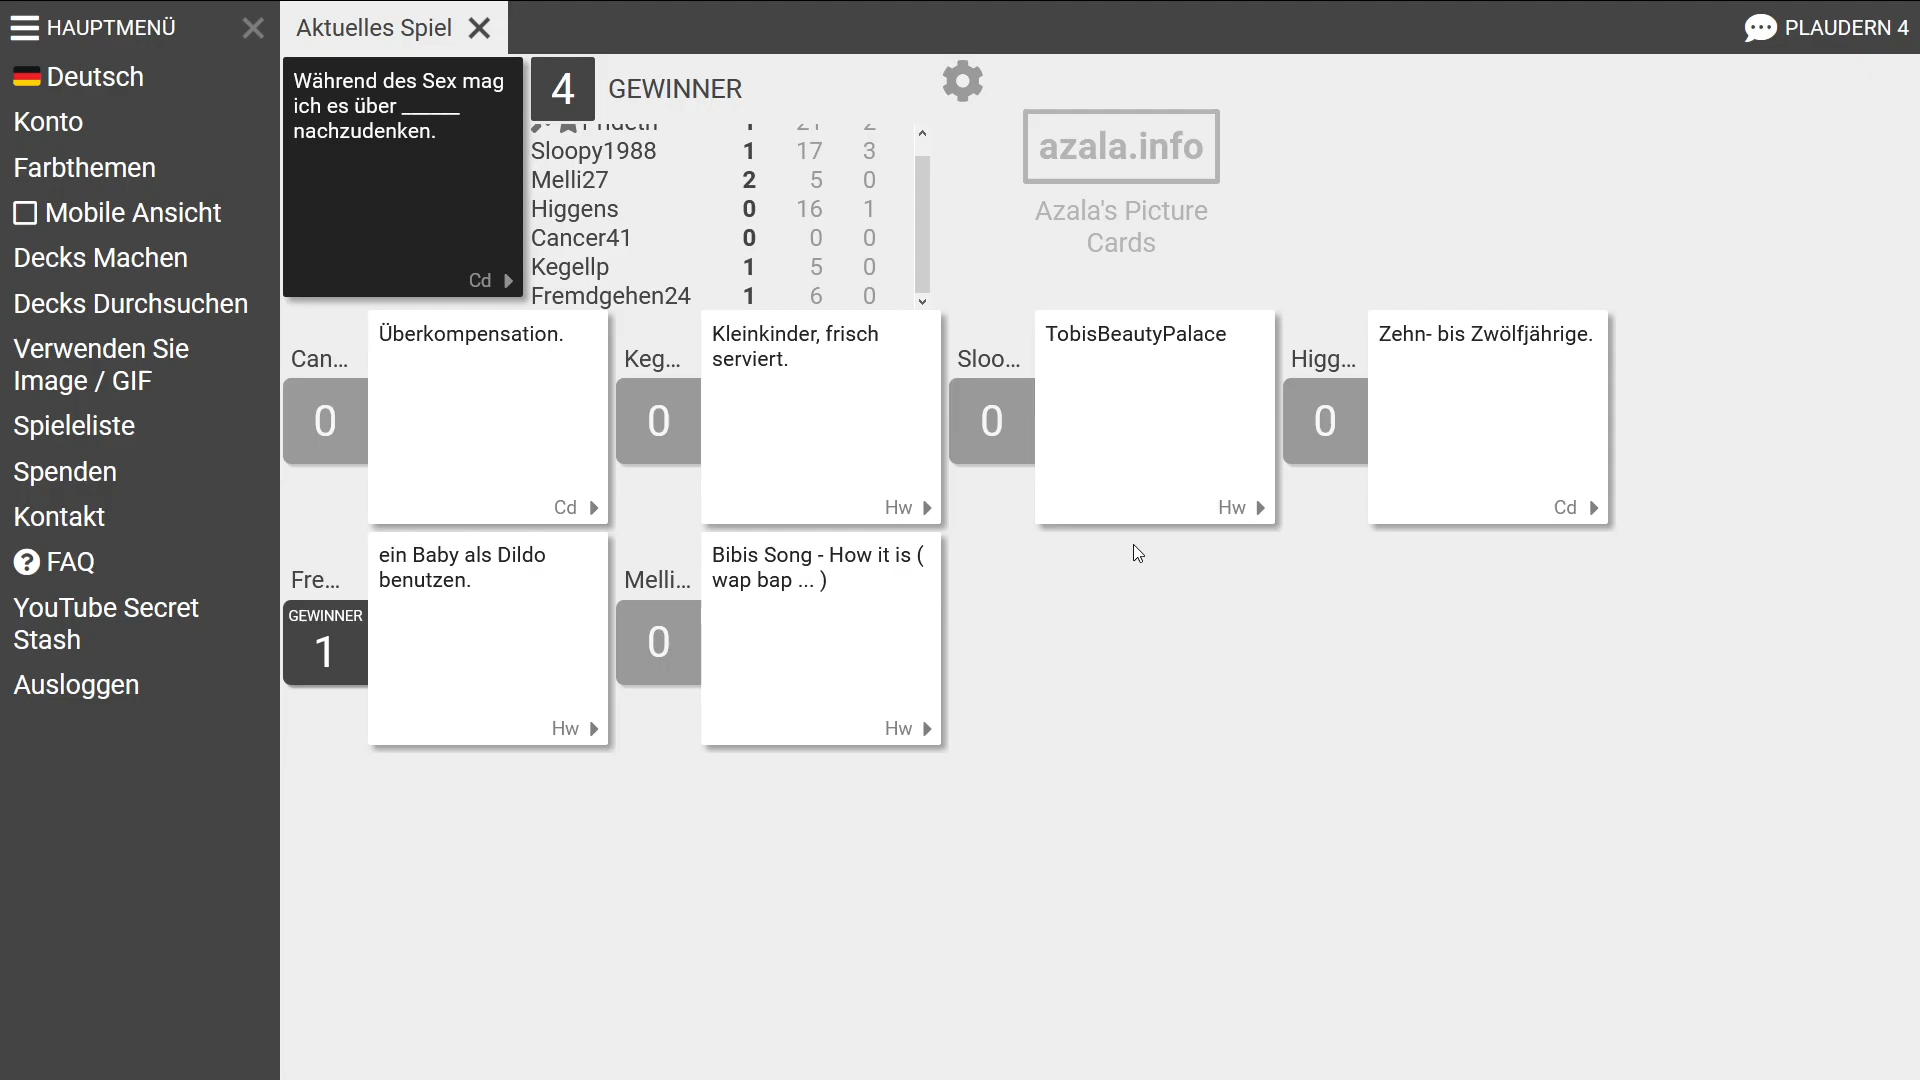 HAUPTMENÜ
Aktuelles Spiel
PLAUDERN 4
Deutsch
Konto
Farbthemen
Mobile Ansicht
Decks Machen
Decks Durchsuchen
Verwenden Sie
Image / GIF
Spieleliste
Spenden
Kontakt
FAQ
YouTube Secret
Stash
Ausloggen
Während des Sex mag
ich es über ______
nachzudenken.
Cd
4 GEWINNER
Sloopy1988 1 17 3
Melli27 2 5 0
Higgens 0 16 1
Cancer41 0 0 0
Kegellp 1 5 0
Fremdgehen24 1 6 0
azala.info
Azala's Picture
Cards
Can...
0
Überkompensation.
Cd
Keg...
0
Kleinkinder, frisch
serviert.
Hw
Sloo...
0
TobisBeautyPalace
Hw
Higg...
0
Zehn- bis Zwölfjährige.
Cd
Fre...
GEWINNER
1
ein Baby als Dildo
benutzen.
Hw
Melli...
0
Bibis Song - How it is (
wap bap ... )
Hw